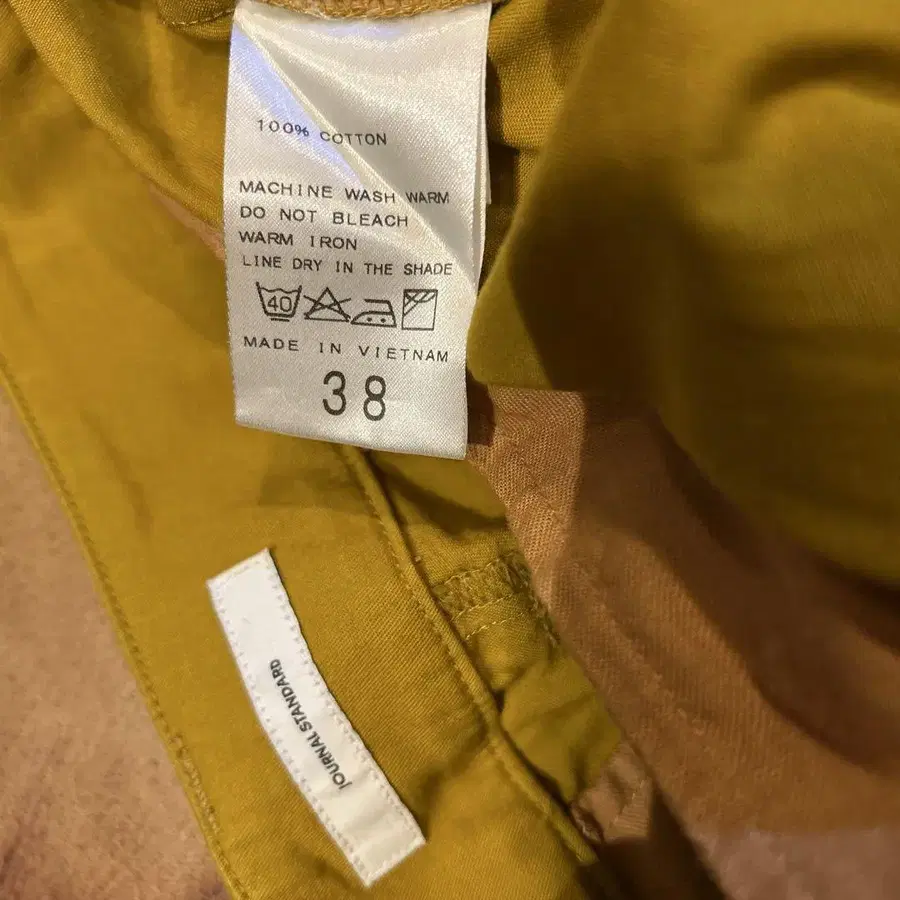 100% COTTON
MACHINE WASH WARM
DO NOT BLEACH
WARM IRON
LINE DRY IN THE SHADE
40
MADE IN VIETNAM
38
JOURNAL STANDARD